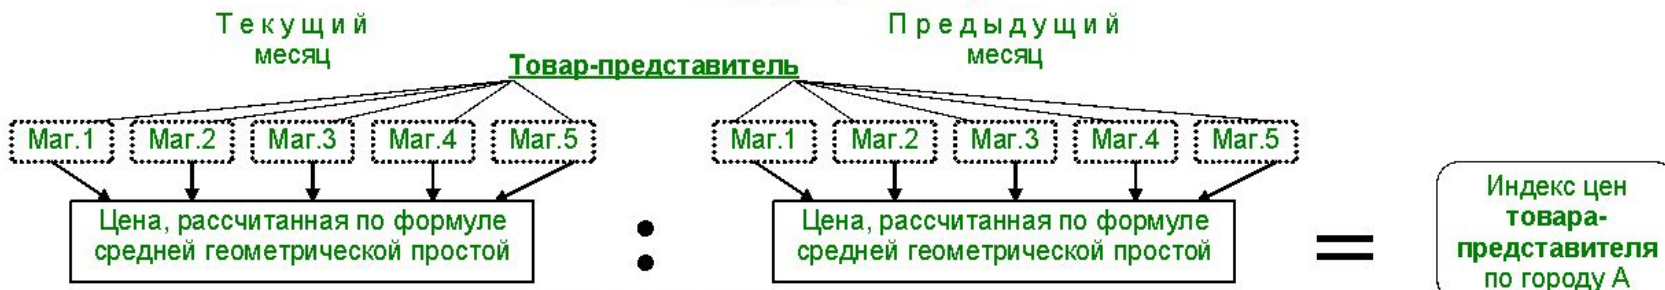 Текущий
месяц
Предыдущий
месяц
Товар-представитель
Маг.1
Маг.2
Маг.3
Маг.4
Маг.5
Маг.1
Маг.2
Маг.3
Маг.4
Маг.5
Цена, рассчитанная по формуле
средней геометрической простой
:
Цена, рассчитанная по формуле
средней геометрической простой
=
Индекс цен
товара-
представителя
по городу А